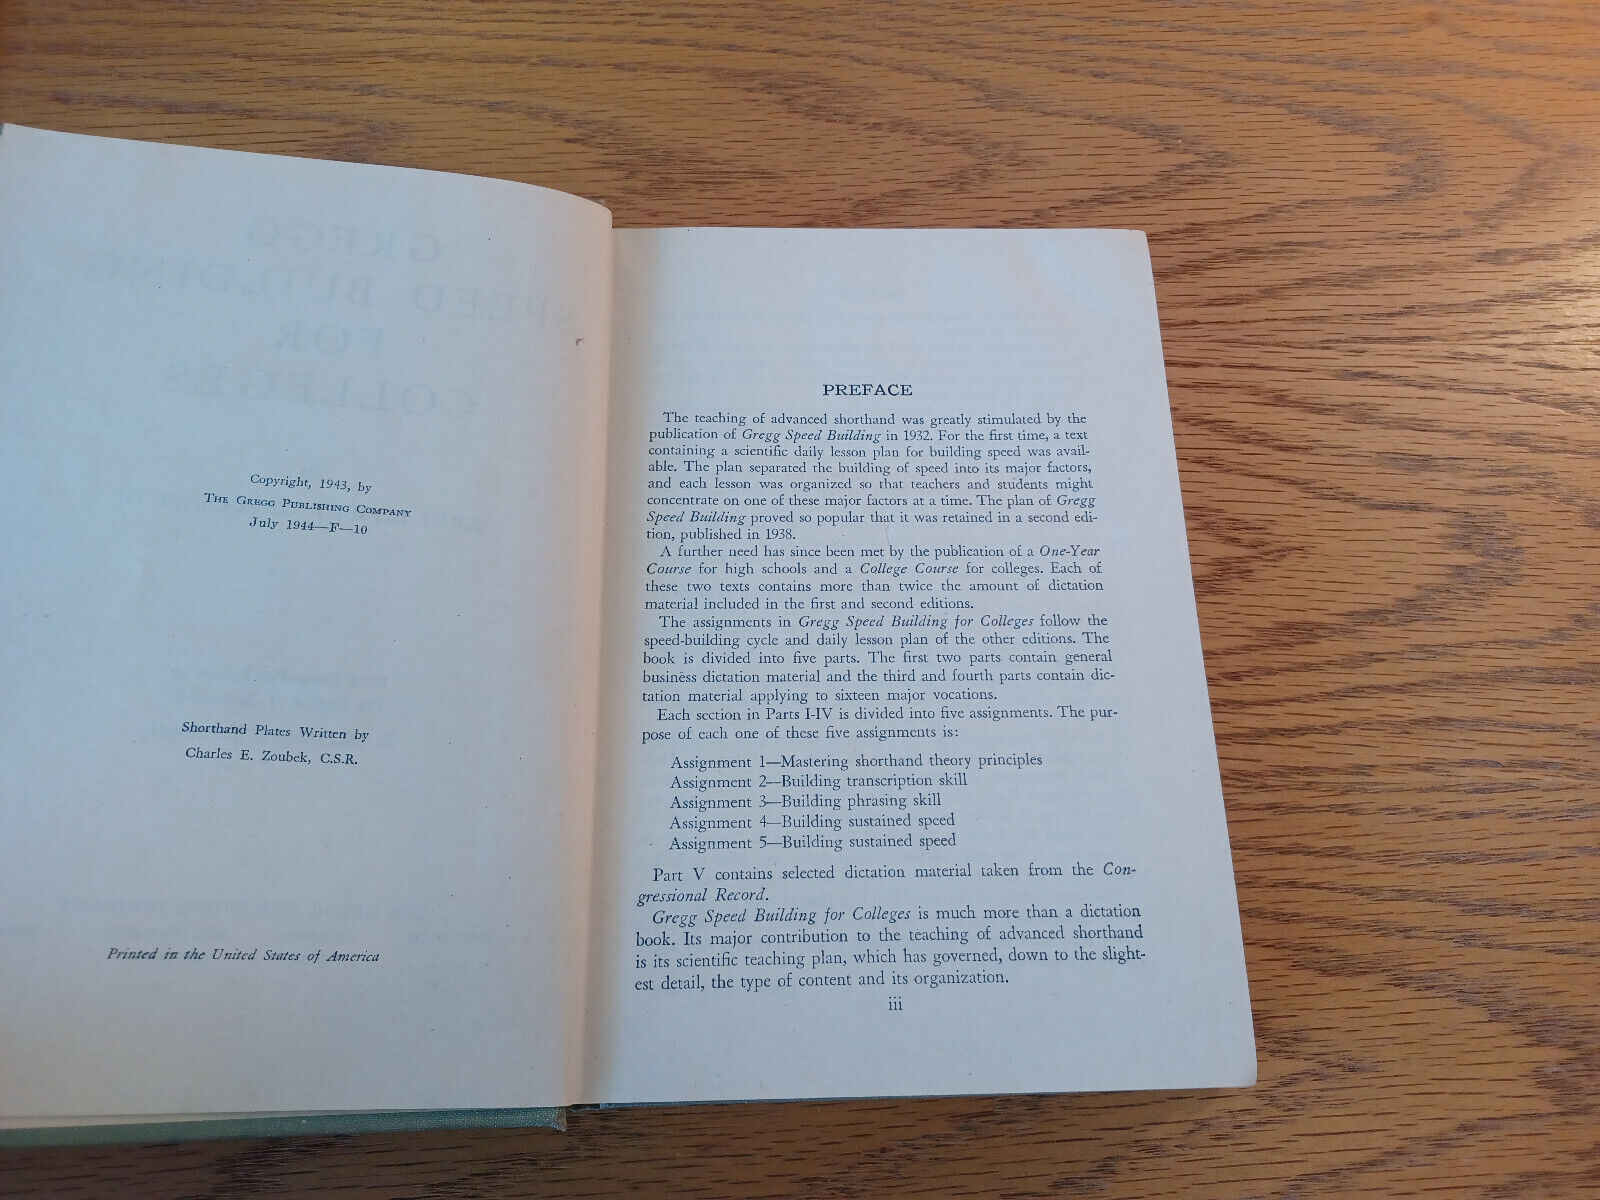 Copyright, 1943, by
THE GREGG PUBLISHING COMPANY
July 1944—F—10
Shorthand Plates Written by
Charles E. Zoubek, C.S.R.
Printed in the United States of America
PREFACE
The teaching of advanced shorthand was greatly stimulated by the
publication of Gregg Speed Building in 1932. For the first time, a text
containing a scientific daily lesson plan for building speed was avail-
able. The plan separated the building of speed into its major factors,
and each lesson was organized so that teachers and students might
concentrate on one of these major factors at a time. The plan of Gregg
Speed Building proved so popular that it was retained in a second edi-
tion, published in 1938.
A further need has since been met by the publication of a One-Year
Course for high schools and a College Course for colleges. Each of
these two texts contains more than twice the amount of dictation
material included in the first and second editions.
The assignments in Gregg Speed Building for Colleges follow the
speed-building cycle and daily lesson plan of the other editions. The
book is divided into five parts. The first two parts contain general
business dictation material and the third and fourth parts contain dic-
tation material applying to sixteen major vocations.
Each section in Parts I-IV is divided into five assignments. The pur-
pose of each one of these five assignments is:
Assignment 1—Mastering shorthand theory principles
Assignment 2—Building transcription skill
Assignment 3—Building phrasing skill
Assignment 4—Building sustained speed
Assignment 5—Building sustained speed
Part V contains selected dictation material taken from the Con-
gressional Record.
Gregg Speed Building for Colleges is much more than a dictation
book. Its major contribution to the teaching of advanced shorthand
is its scientific teaching plan, which has governed, down to the slight-
est detail, the type of content and its organization.
iii